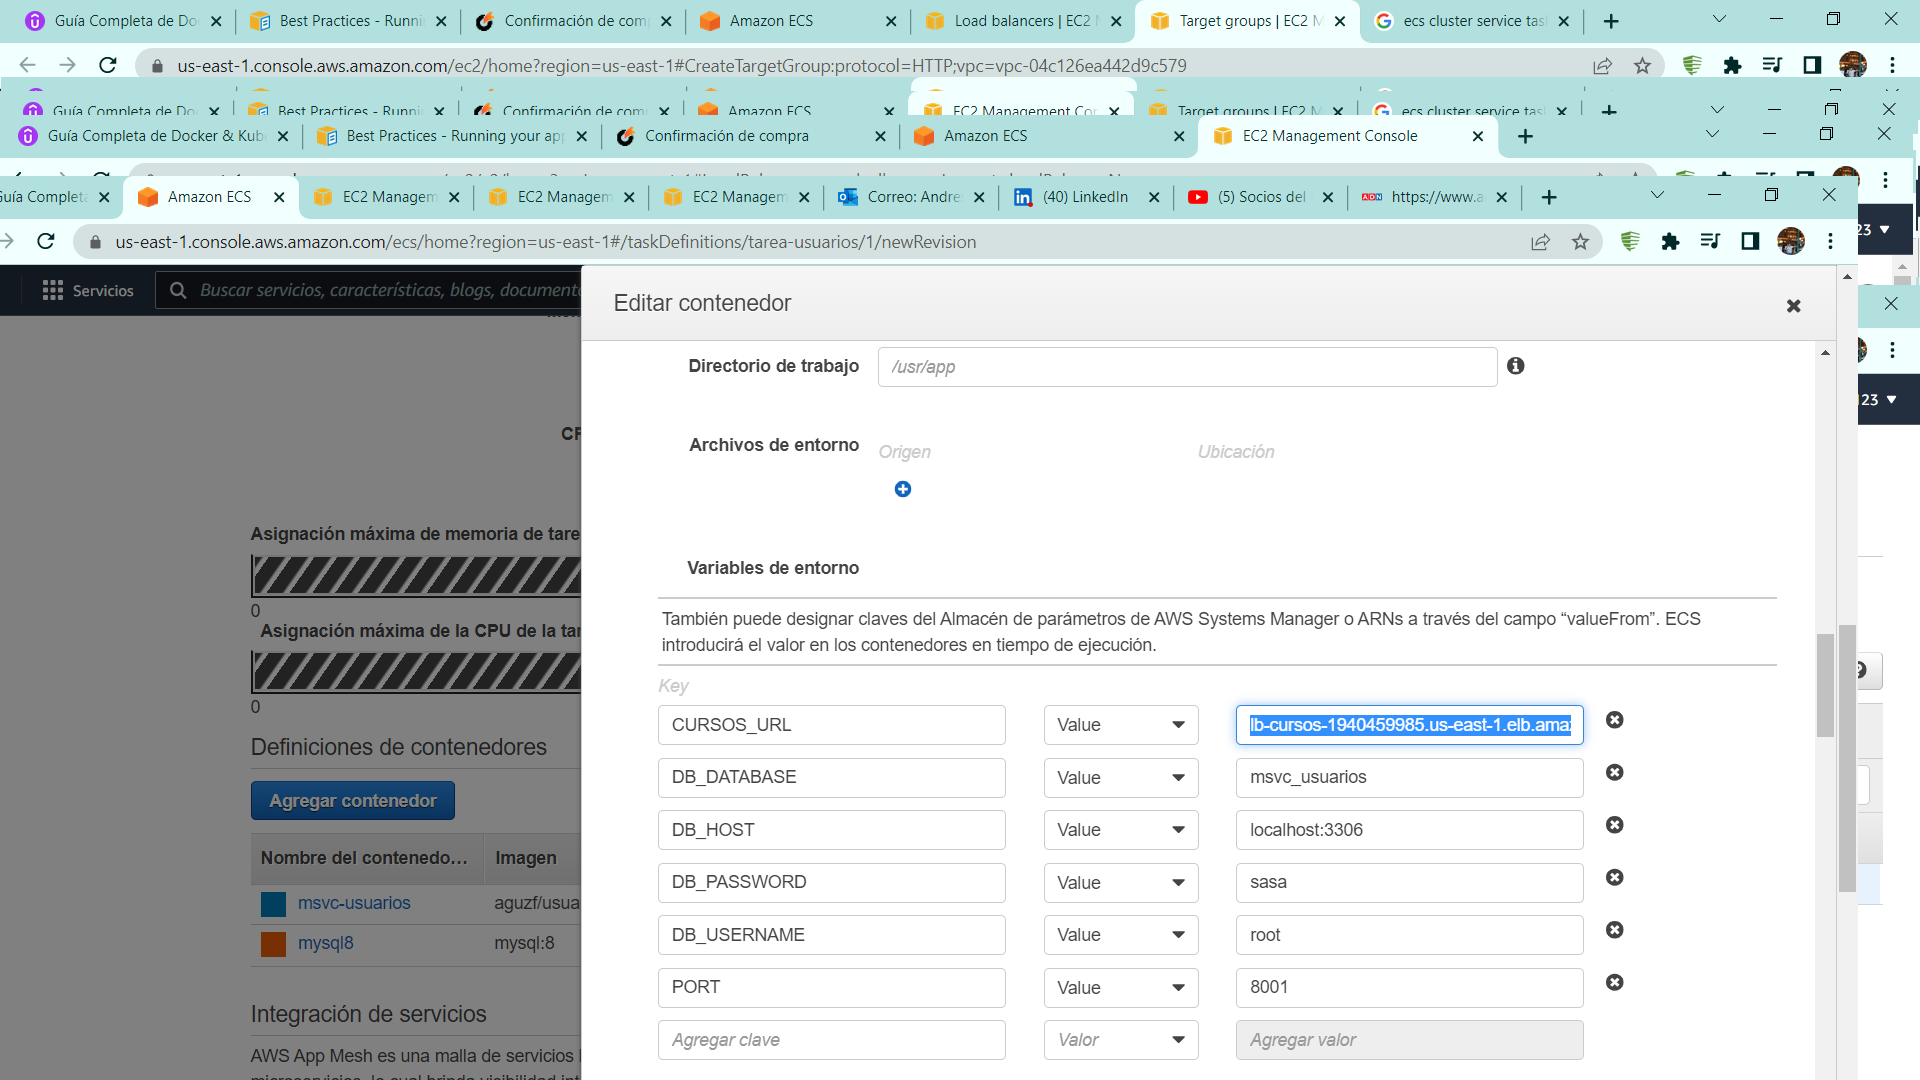 Guía Completa de Do
Best Practices - Runni
Confirmación de com
Amazon ECS
Load balancers | EC2 M
Target groups | EC2 M
ecs cluster service tas
us-east-1.console.aws.amazon.com/ec2/home?region=us-east-1#CreateTargetGroup:protocol=HTTP;vpc=vpc-04c126ea442d9c579
Guía Completa de Do
Best Practices - Runni
Confirmación de com
Amazon ECS
EC2 Management Con
Target groups | EC2 M
ecs cluster service tas
Guía Completa de Docker & Kub
Best Practices - Running your ap
Confirmación de compra
Amazon ECS
EC2 Management Console
Guía Completa
Amazon ECS
EC2 Managem
EC2 Managem
EC2 Managem
Correo: Andre
(40) LinkedIn
(5) Socios del
ADN https://www.a
us-east-1.console.aws.amazon.com/ecs/home?region=us-east-1#/taskDefinitions/tarea-usuarios/1/newRevision
23
Servicios
Buscar servicios, características, blogs, document
Editar contenedor
Directorio de trabajo
/usr/app
123
Archivos de entorno
Origen
Ubicación
Asignación máxima de memoria de tare
0
Asignación máxima de la CPU de la tar
0
Variables de entorno
También puede designar claves del Almacén de parámetros de AWS Systems Manager o ARNs a través del campo “valueFrom”. ECS
introducirá el valor en los contenedores en tiempo de ejecución.
Key
CURSOS_URL
Value
lb-cursos-1940459985.us-east-1.elb.amaz
DB_DATABASE
Value
msvc_usuarios
DB_HOST
Value
localhost:3306
DB_PASSWORD
Value
sasa
DB_USERNAME
Value
root
PORT
Value
8001
Agregar clave
Valor
Agregar valor
Definiciones de contenedores
Agregar contenedor
Nombre del contenedo...
Imagen
msvc-usuarios
aguzf/usua
mysql8
mysql:8
Integración de servicios
AWS App Mesh es una malla de servicios